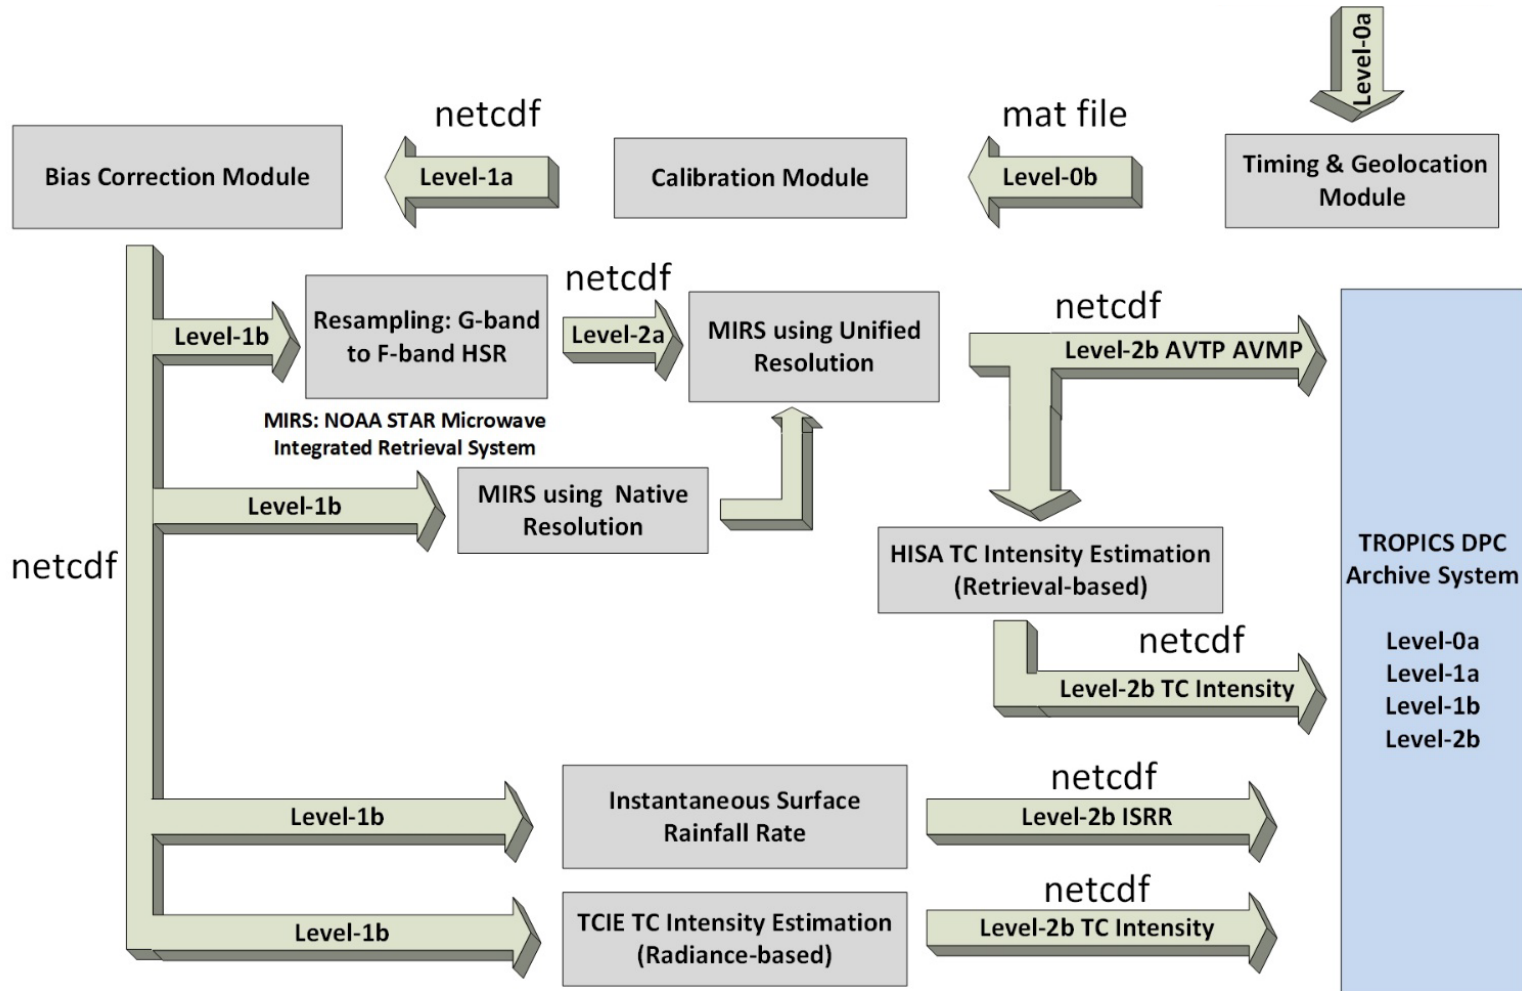 Level-0a
netcdf
mat file
Bias Correction Module
Level-1a
Calibration Module
Level-0b
Timing & Geolocation
Module
netcdf
netcdf
Level-1b
Resampling: G-band
to F-band HSR
Level-2a
MIRS using Unified
Resolution
Level-2b AVTP AVMP
MIRS: NOAA STAR Microwave
Integrated Retrieval System
Level-1b
MIRS using Native
Resolution
netcdf
HISA TC Intensity Estimation
(Retrieval-based)
TROPICS DPC
Archive System
Level-0a
Level-1a
Level-1b
Level-2b
netcdf
Level-2b TC Intensity
Level-1b
Instantaneous Surface
Rainfall Rate
netcdf
Level-2b ISRR
Level-1b
TCIE TC Intensity Estimation
(Radiance-based)
netcdf
Level-2b TC Intensity